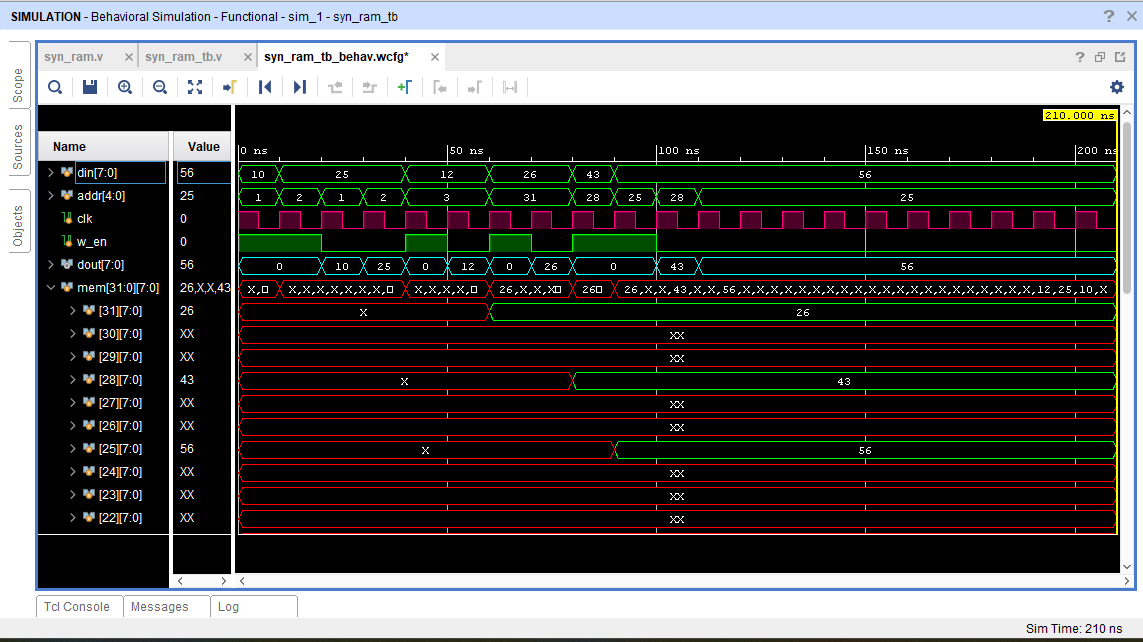 SIMULATION - Behavioral Simulation - Functional - sim_1 - syn_ram_tb
syn_ram.v syn_ram_tb.v syn_ram_tb_behav.wcfg*
Scope
Sources
Objects
210.000 ns
Name Value 0 ns 50 ns 100 ns 150 ns 200 ns
din[7:0] 56 10 25 12 26 43 56
addr[4:0] 25 1 2 1 2 3 31 28 25 28 25
clk 0
w_en 0
dout[7:0] 56 0 10 25 0 12 0 26 0 43 56
mem[31:0][7:0] 26,X,X,43 X, X,X,X,X,X,X, X,X,X,X, 26,X,X,X 26 26,X,X,43,X,X,56,X,X,X,X,X,X,X,X,X,X,X,X,X,X,X,X,X,X,X,X,X,12,25,10,X
[31][7:0] 26 X 26
[30][7:0] XX XX
[29][7:0] XX XX
[28][7:0] 43 X 43
[27][7:0] XX XX
[26][7:0] XX XX
[25][7:0] 56 X 56
[24][7:0] XX XX
[23][7:0] XX XX
[22][7:0] XX XX
Tcl Console Messages Log
Sim Time: 210 ns